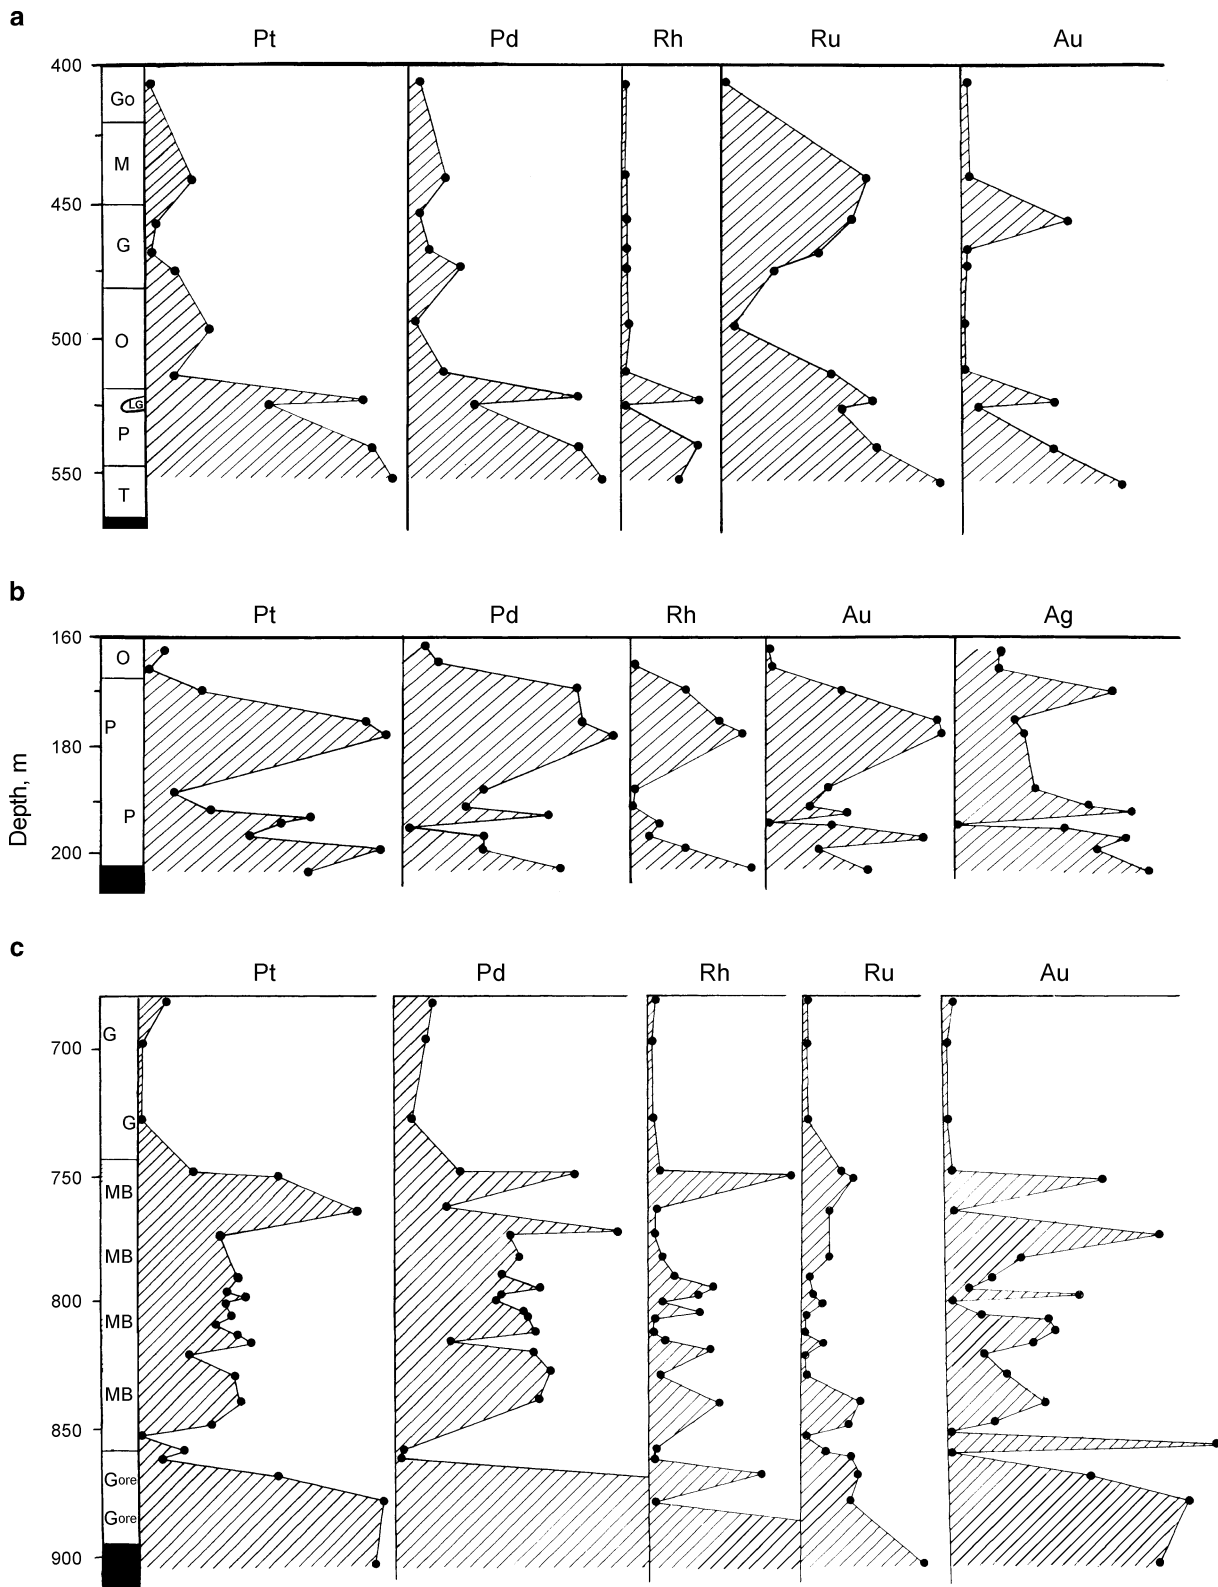 a
Pt Pd Rh Ru Au
400
Go
M
450
G
O
500
LG
P
550
T
b
Pt Pd Rh Au Ag
160
O
P
180
P
200
Depth, m
c
Pt Pd Rh Ru Au
G
700
G
750
MB
MB
800
MB
MB
850
Gore
Gore
900